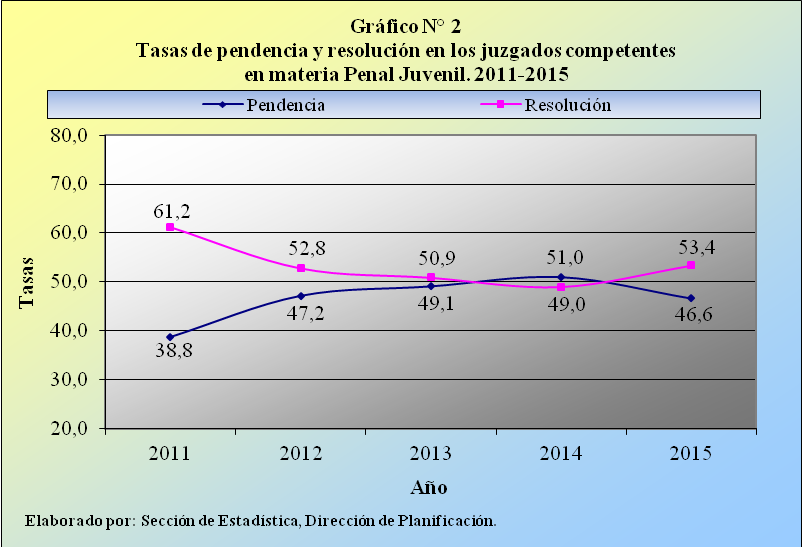 Gráfico N° 2
Tasas de pendencia y resolución en los juzgados competentes
en materia Penal Juvenil. 2011-2015
Pendencia
Resolución
80,0
70,0
60,0
50,0
40,0
30,0
20,0
Tasas
61,2
52,8
50,9
51,0
53,4
38,8
47,2
49,1
49,0
46,6
2011
2012
2013
2014
2015
Año
Elaborado por: Sección de Estadística, Dirección de Planificación.